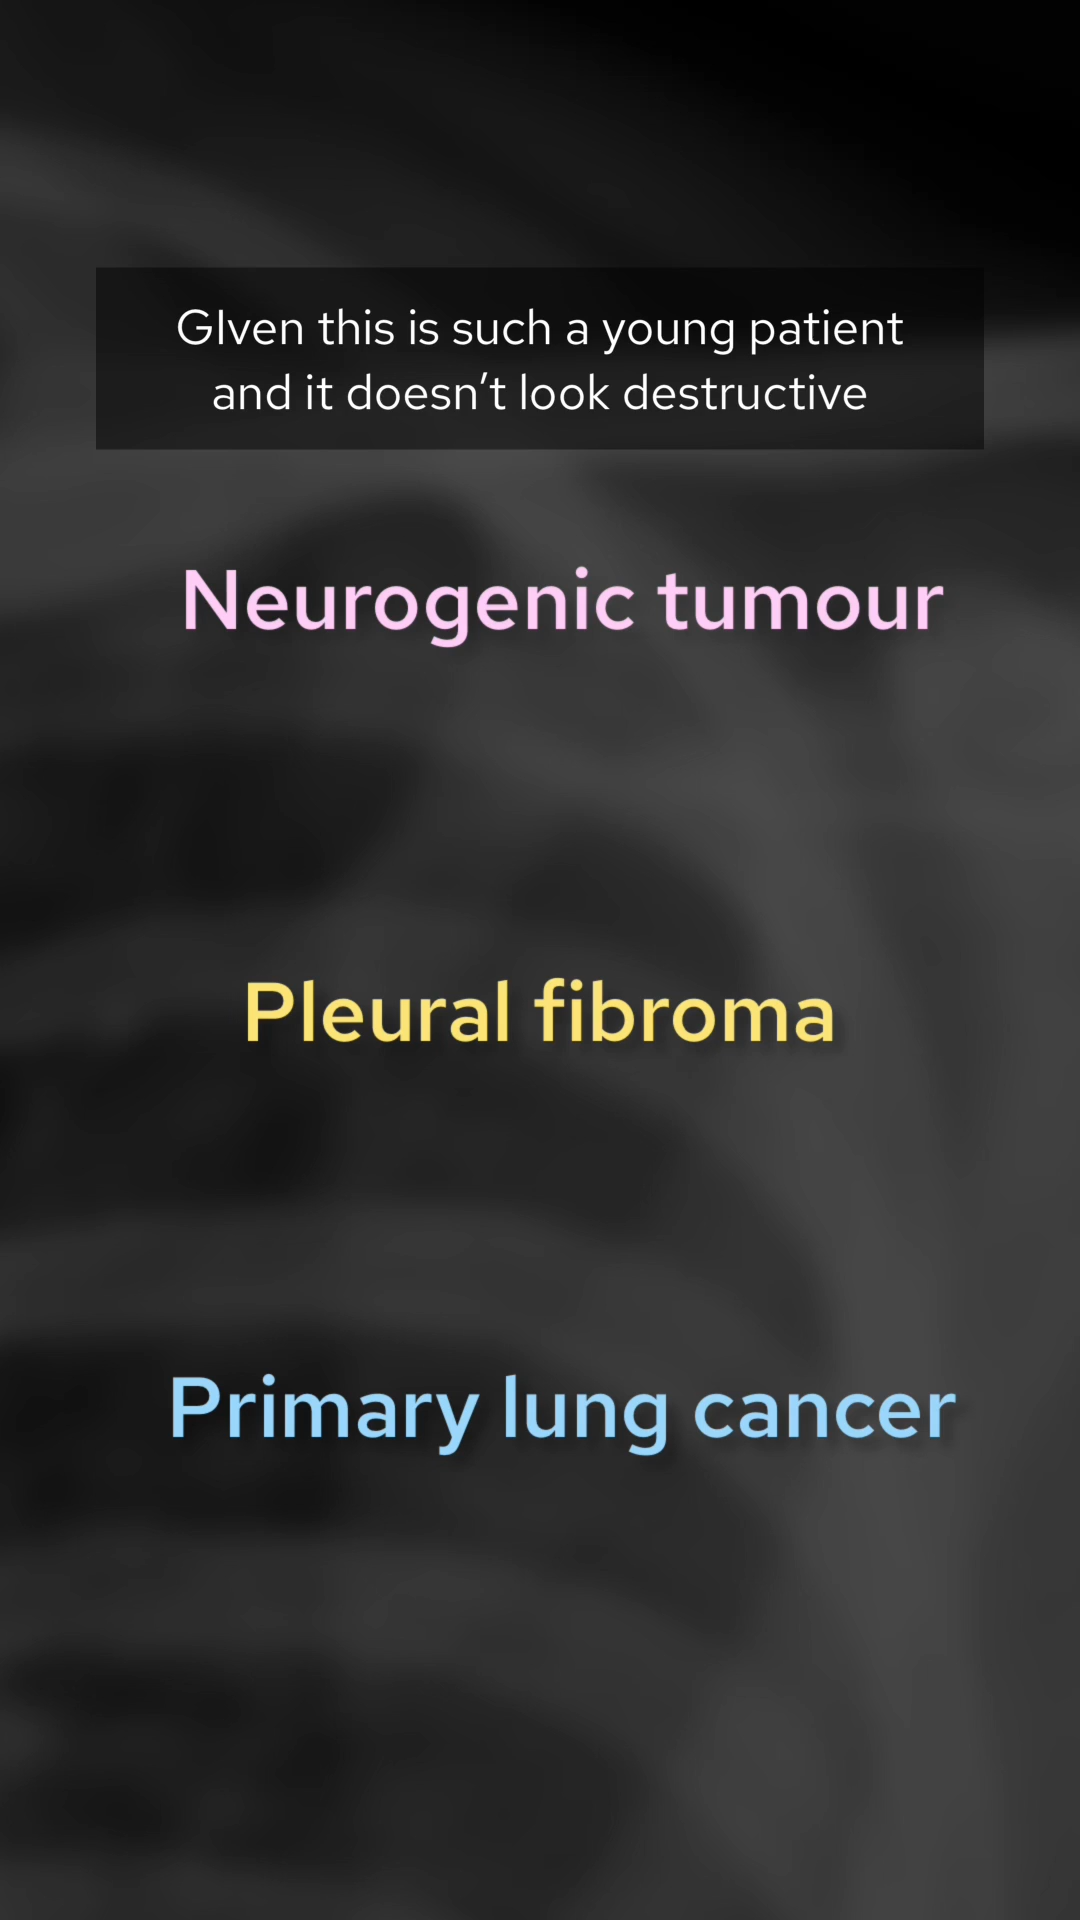 GIven this is such a young patient
and it doesn’t look destructive
Neurogenic tumour
Pleural fibroma
Primary lung cancer